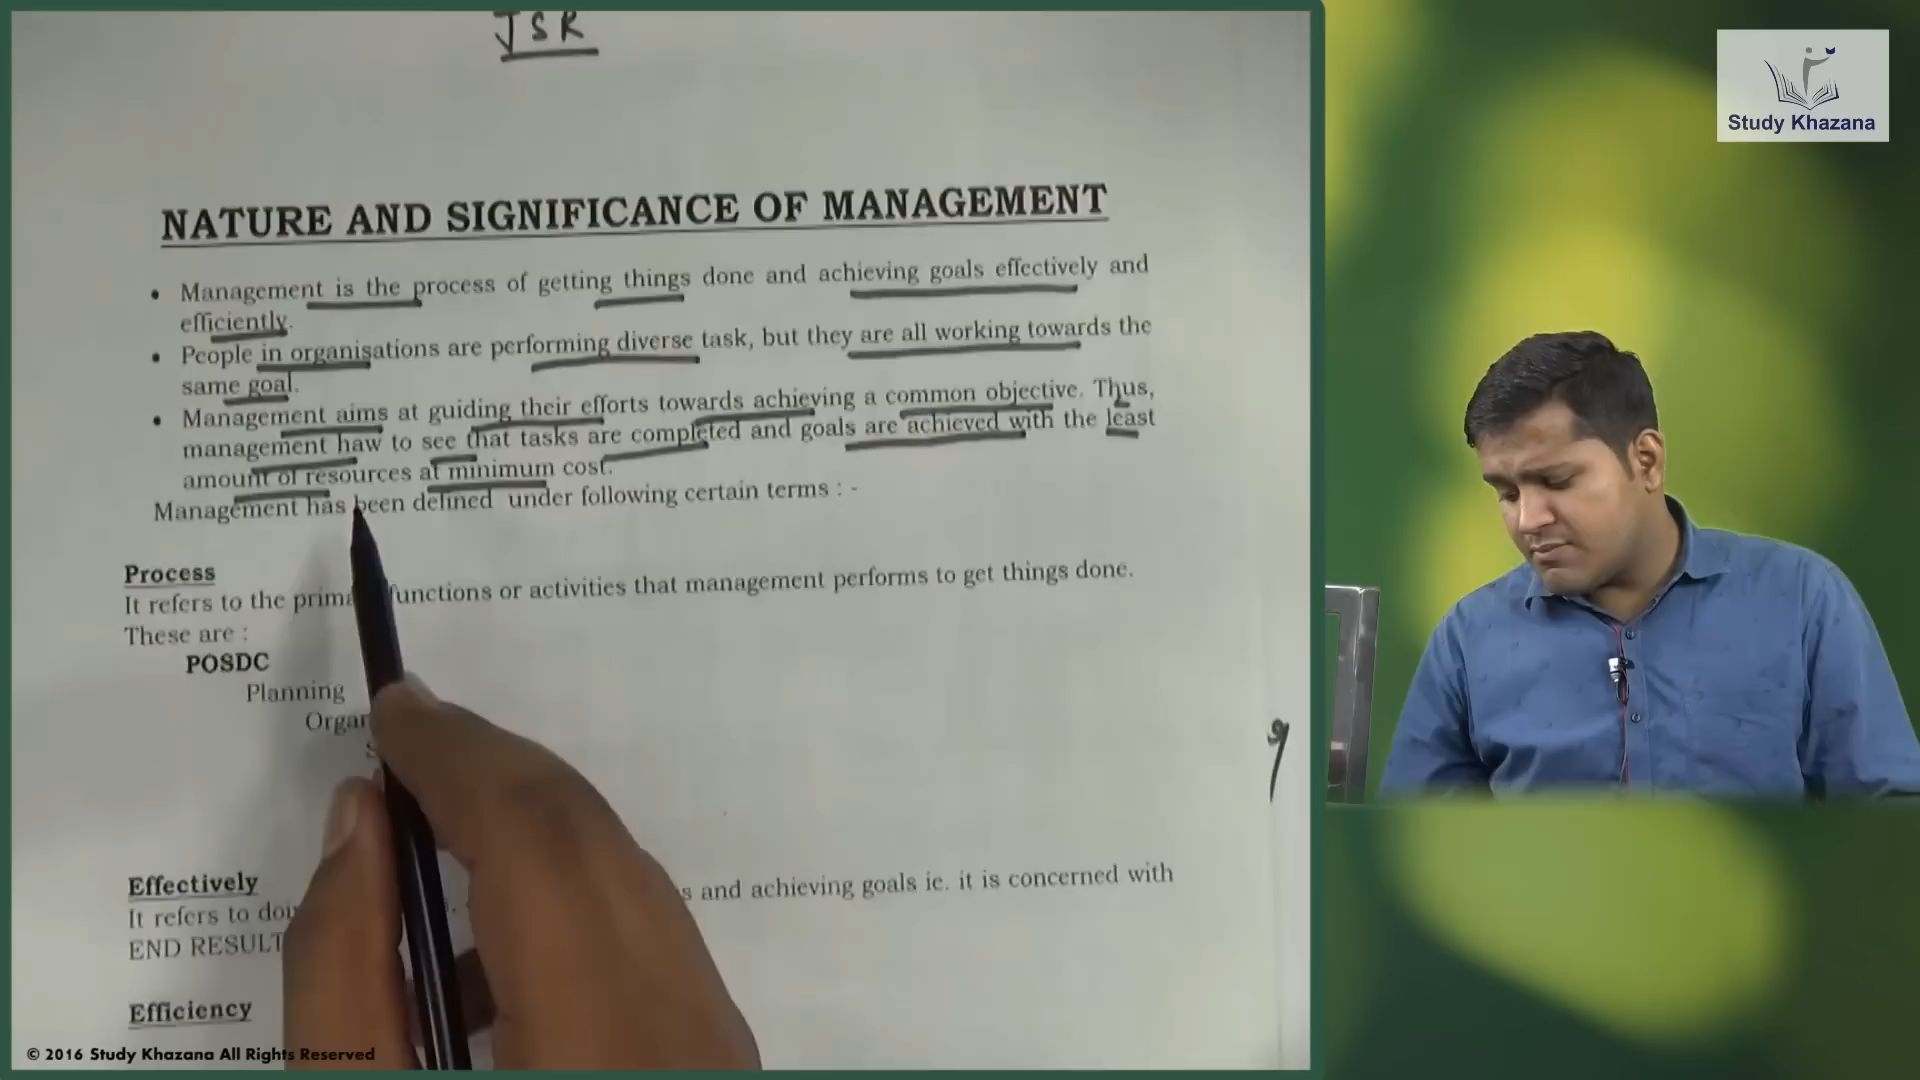 JSR
Study Khazana
NATURE AND SIGNIFICANCE OF MANAGEMENT
• Management is the process of getting things done and achieving goals effectively and
efficiently.
• People in organisations are performing diverse task, but they are all working towards the
same goal.
• Management aims at guiding their efforts towards achieving a common objective. Thus,
management haw to see that tasks are completed and goals are achieved with the least
amount of resources at minimum cost.
Management has been defined under following certain terms : -
Process
It refers to the functions or activities that management performs to get things done.
These are :
POSDC
Planning
Effectively
It refers to and achieving goals ie. it is concerned with
END RESULT
Efficiency
© 2016 Study Khazana All Rights Reserved